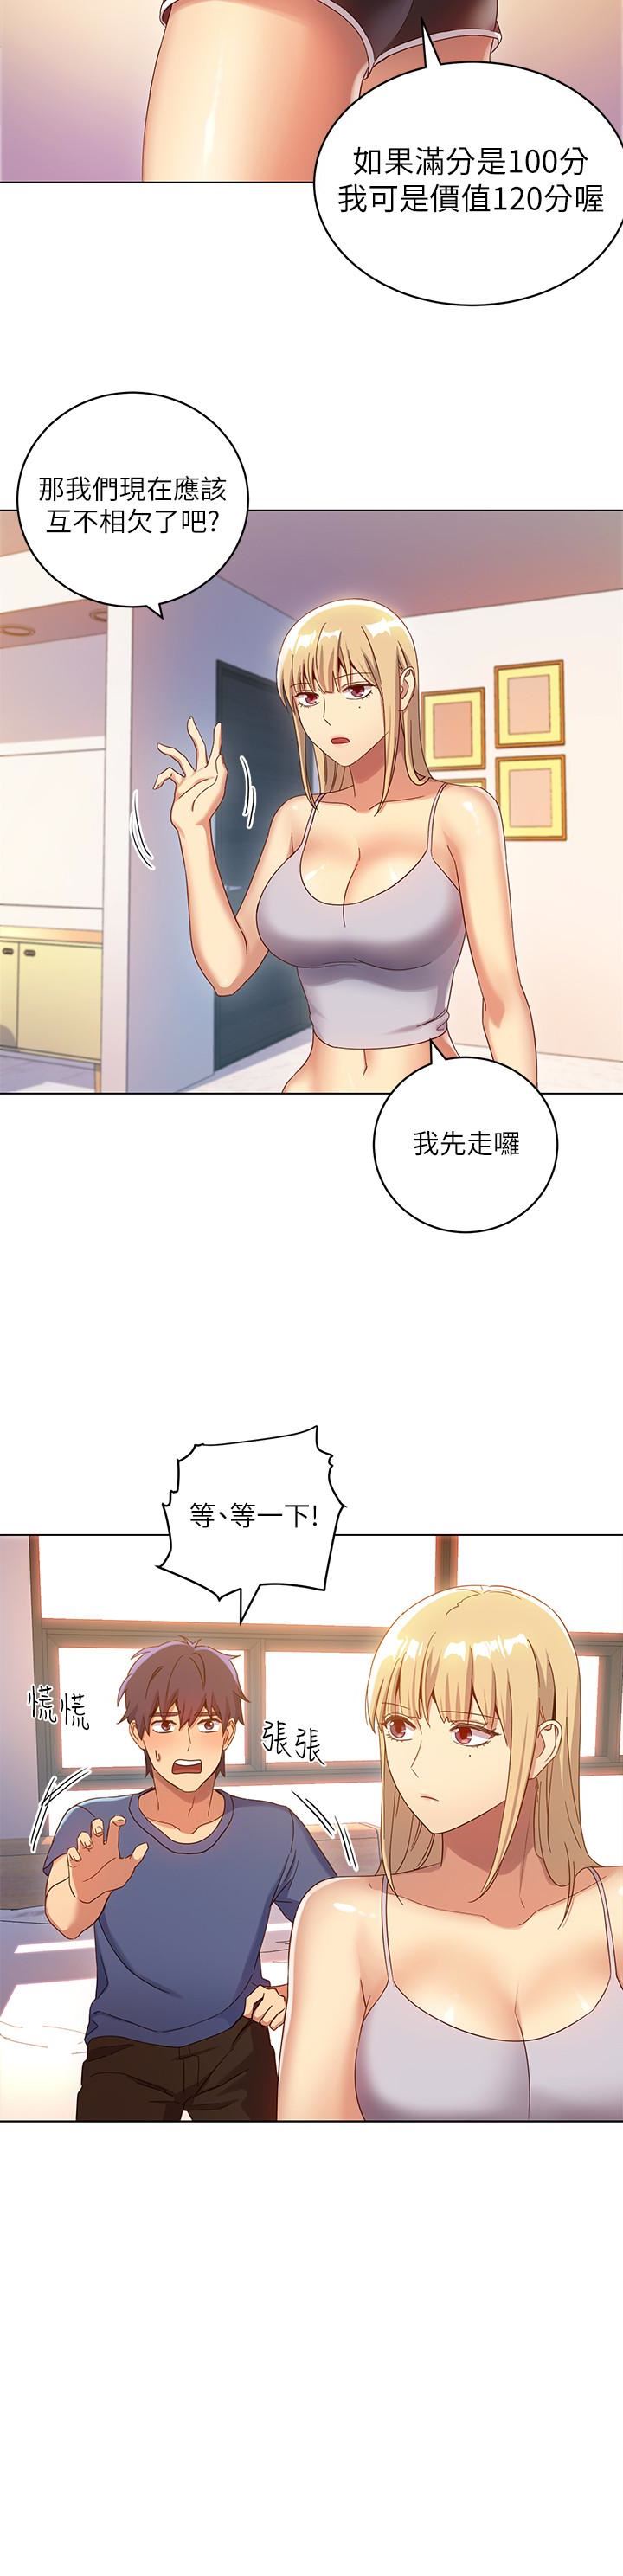 如果滿分是100分
我可是價值120分喔
那我們現在應該
互不相欠了吧?
我先走囉
等、等一下!
慌慌
張張